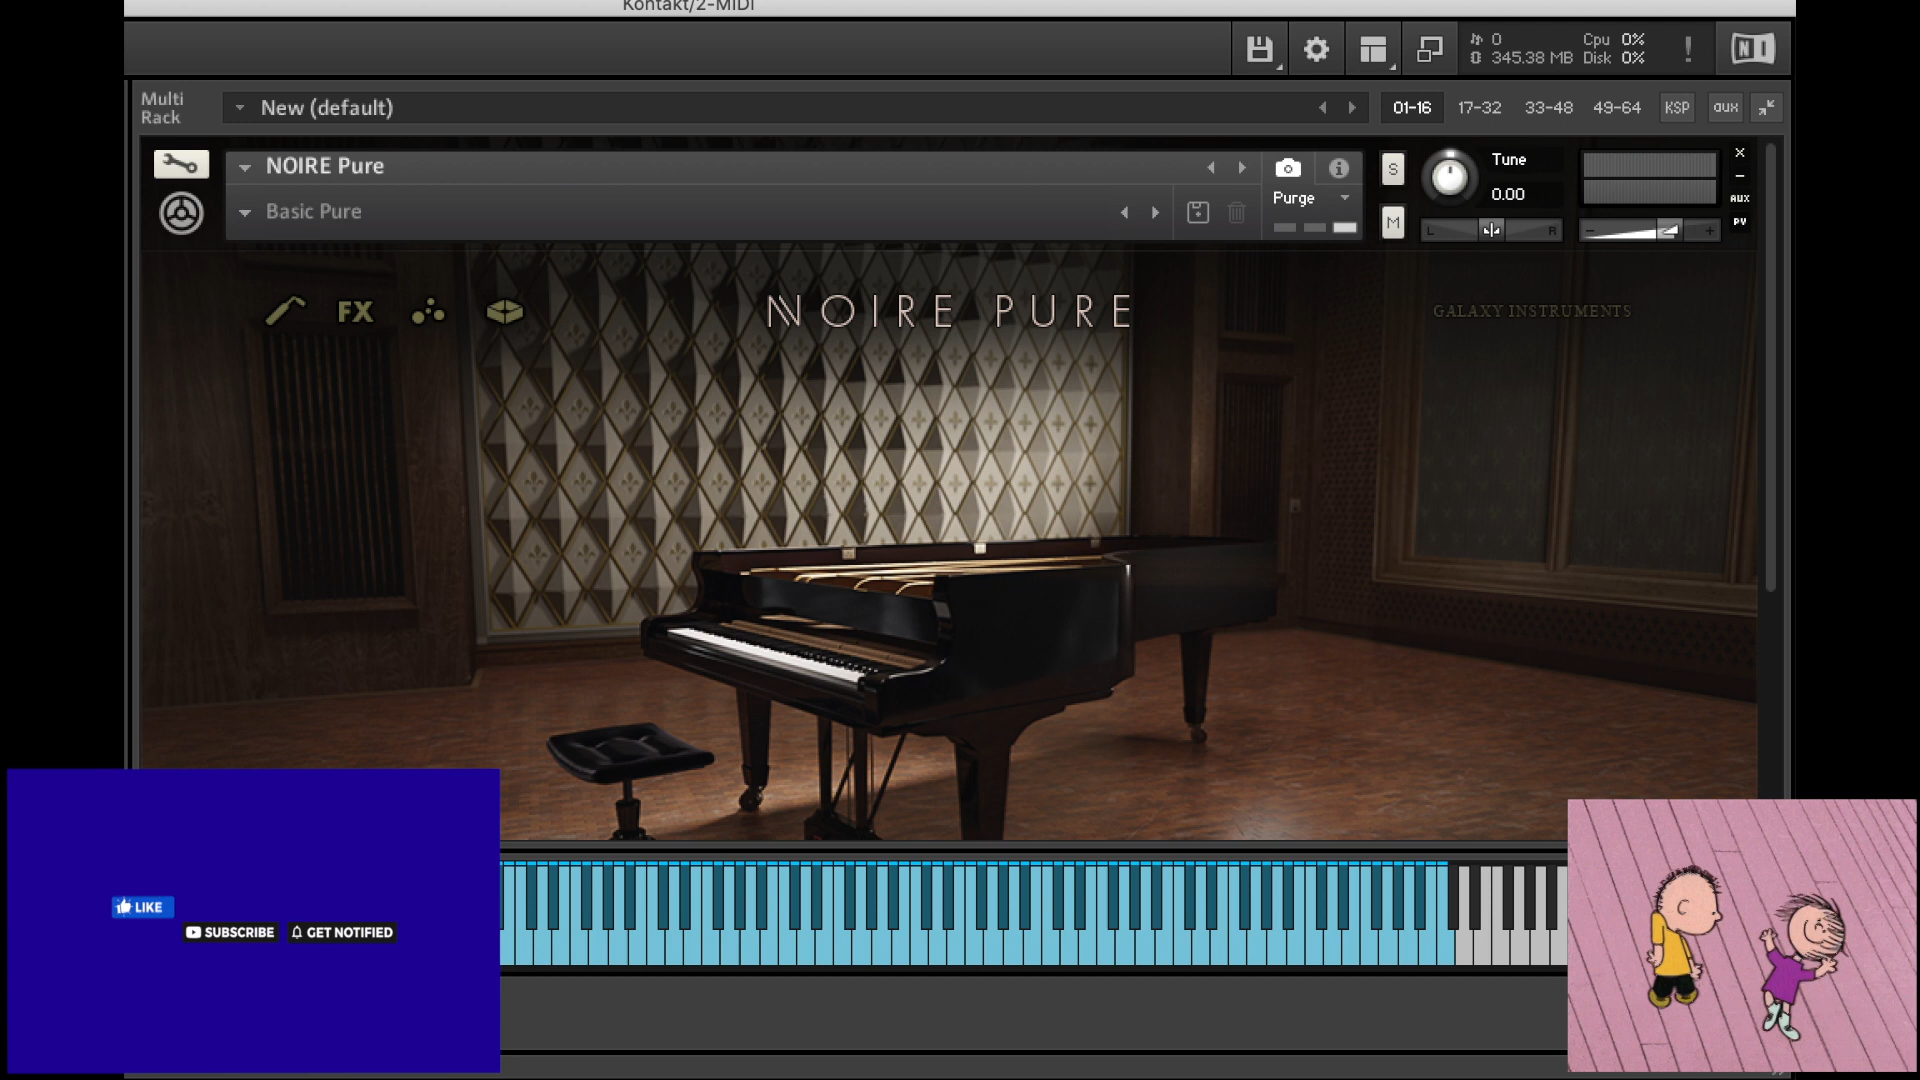 Kontakt/2-MIDI
0
Cpu 0%
345.38 MB Disk 0%
!
NI
Multi
Rack
New (default)
01-16
17-32
33-48
49-64
KSP
aux
NOIRE Pure
Basic Pure
Purge
S
M
Tune
0.00
L
R
-
+
x
-
AUX
PV
FX
NOIRE PURE
GALAXY INSTRUMENTS
LIKE
SUBSCRIBE
GET NOTIFIED